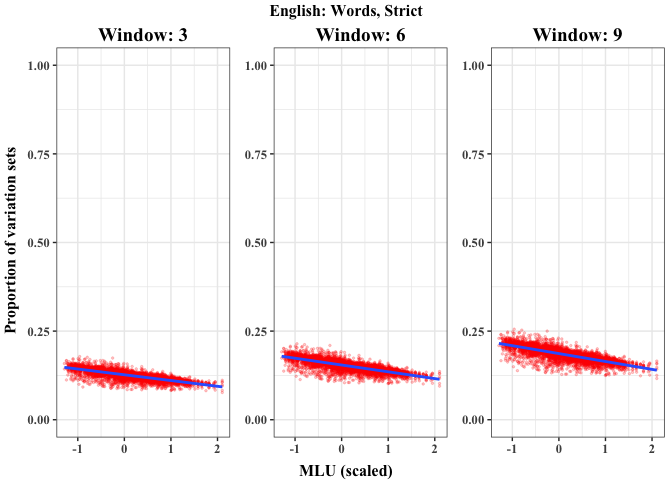 English: Words, Strict
Window: 3 Window: 6 Window: 9
Proportion of variation sets
1.00 1.00 1.00
0.75 0.75 0.75
0.50 0.50 0.50
0.25 0.25 0.25
0.00 0.00 0.00
-1 0 1 2 -1 0 1 2 -1 0 1 2
MLU (scaled)